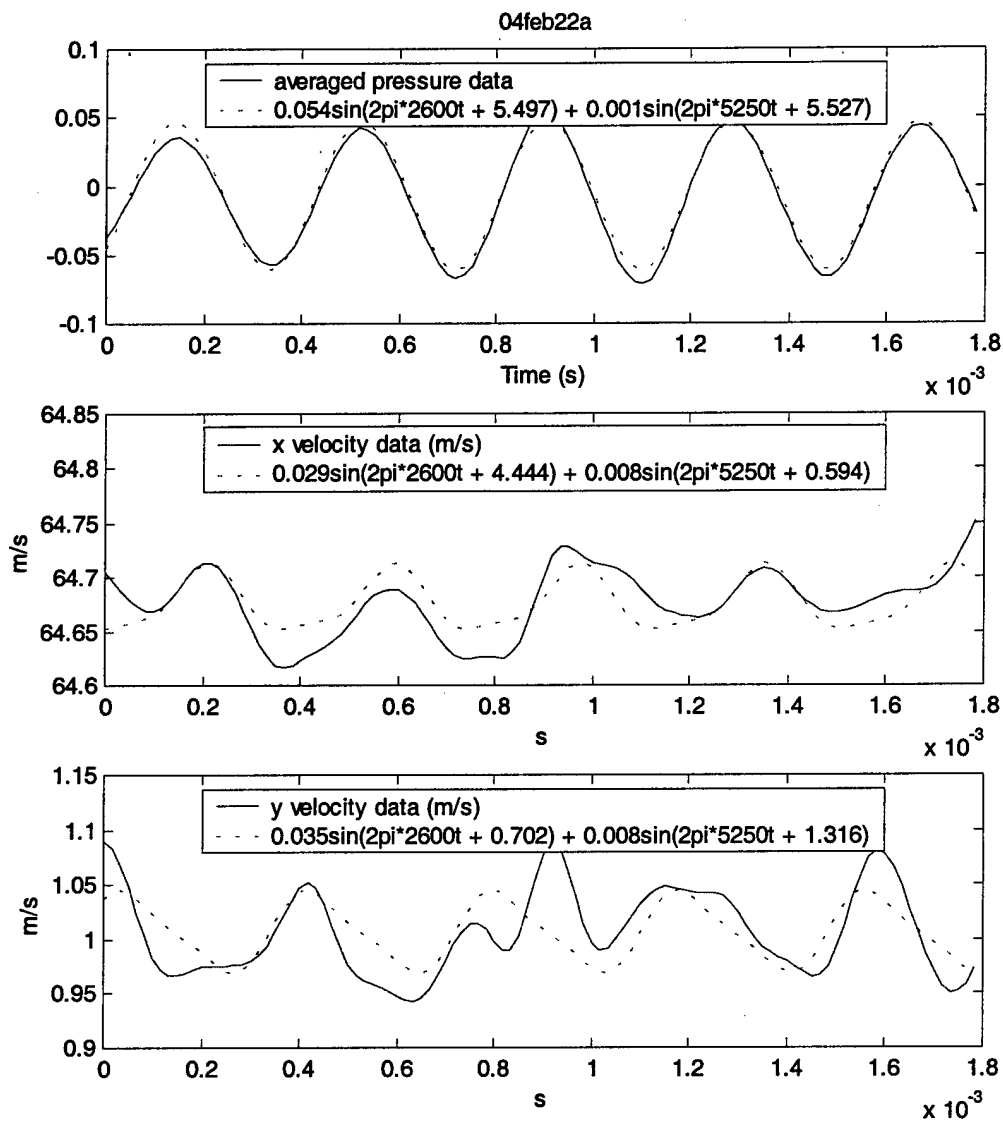 04feb22a
0.1
averaged pressure data
0.054sin(2pi*2600t + 5.497) + 0.001sin(2pi*5250t + 5.527)
0.05
0
-0.05
-0.1
0 0.2 0.4 0.6 0.8 1 1.2 1.4 1.6 1.8
Time (s)
x 10^-3
64.85
x velocity data (m/s)
0.029sin(2pi*2600t + 4.444) + 0.008sin(2pi*5250t + 0.594)
64.8
64.75
m/s
64.7
64.65
64.6
0 0.2 0.4 0.6 0.8 1 1.2 1.4 1.6 1.8
s
x 10^-3
1.15
y velocity data (m/s)
0.035sin(2pi*2600t + 0.702) + 0.008sin(2pi*5250t + 1.316)
1.1
1.05
m/s
1
0.95
0.9
0 0.2 0.4 0.6 0.8 1 1.2 1.4 1.6 1.8
s
x 10^-3